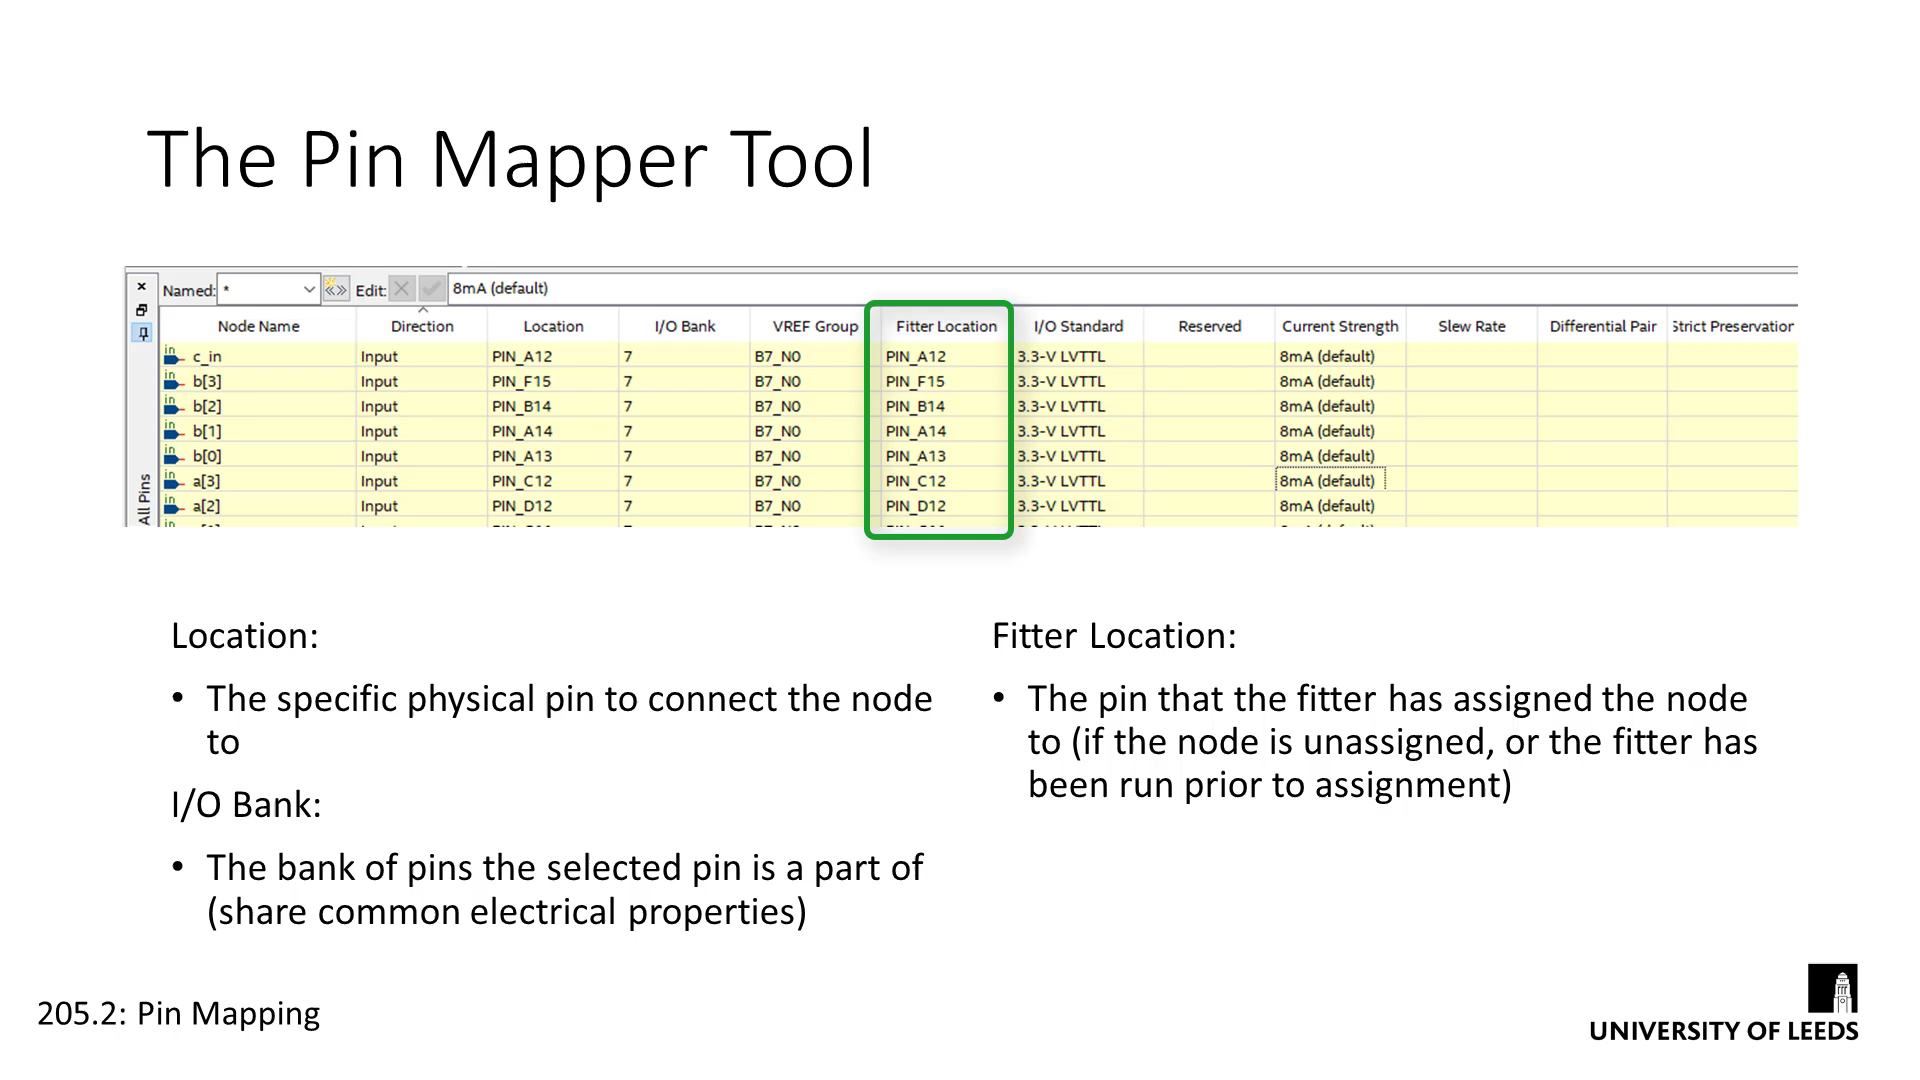 The Pin Mapper Tool
Named: * Edit: 8mA (default)
Node Name Direction Location I/O Bank VREF Group Fitter Location I/O Standard Reserved Current Strength Slew Rate Differential Pair Strict Preservation
in c_in Input PIN_A12 7 B7_N0 PIN_A12 3.3-V LVTTL 8mA (default)
in b[3] Input PIN_F15 7 B7_N0 PIN_F15 3.3-V LVTTL 8mA (default)
in b[2] Input PIN_B14 7 B7_N0 PIN_B14 3.3-V LVTTL 8mA (default)
in b[1] Input PIN_A14 7 B7_N0 PIN_A14 3.3-V LVTTL 8mA (default)
in b[0] Input PIN_A13 7 B7_N0 PIN_A13 3.3-V LVTTL 8mA (default)
in a[3] Input PIN_C12 7 B7_N0 PIN_C12 3.3-V LVTTL 8mA (default)
in a[2] Input PIN_D12 7 B7_N0 PIN_D12 3.3-V LVTTL 8mA (default)
All Pins
Location:
• The specific physical pin to connect the node
to
I/O Bank:
• The bank of pins the selected pin is a part of
(share common electrical properties)
Fitter Location:
• The pin that the fitter has assigned the node
to (if the node is unassigned, or the fitter has
been run prior to assignment)
205.2: Pin Mapping
UNIVERSITY OF LEEDS